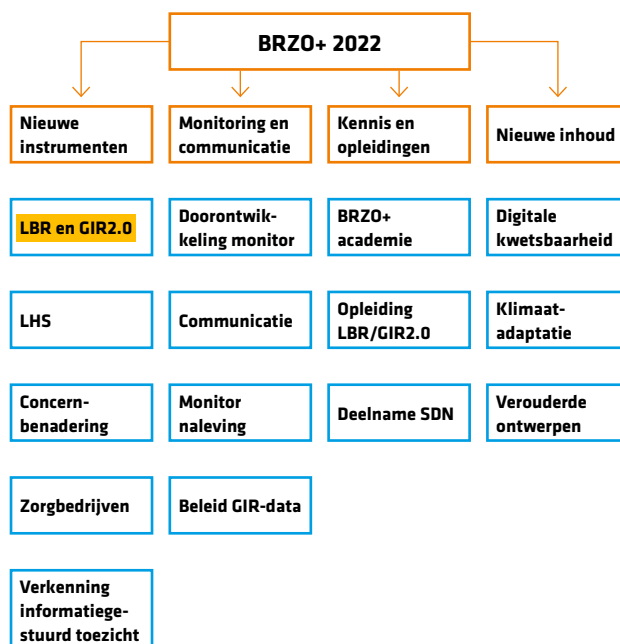 BRZO+ 2022
Nieuwe
instrumenten
Monitoring en
communicatie
Kennis en
opleidingen
Nieuwe inhoud
LBR en GIR2.0
Doorontwik-
keling monitor
BRZO+
academie
Digitale
kwetsbaarheid
LHS
Communicatie
Opleiding
LBR/GIR2.0
Klimaat-
adaptatie
Concern-
benadering
Monitor
naleving
Deelname SDN
Verouderde
ontwerpen
Zorgbedrijven
Beleid GIR-data
Verkenning
informatiege-
stuurd toezicht